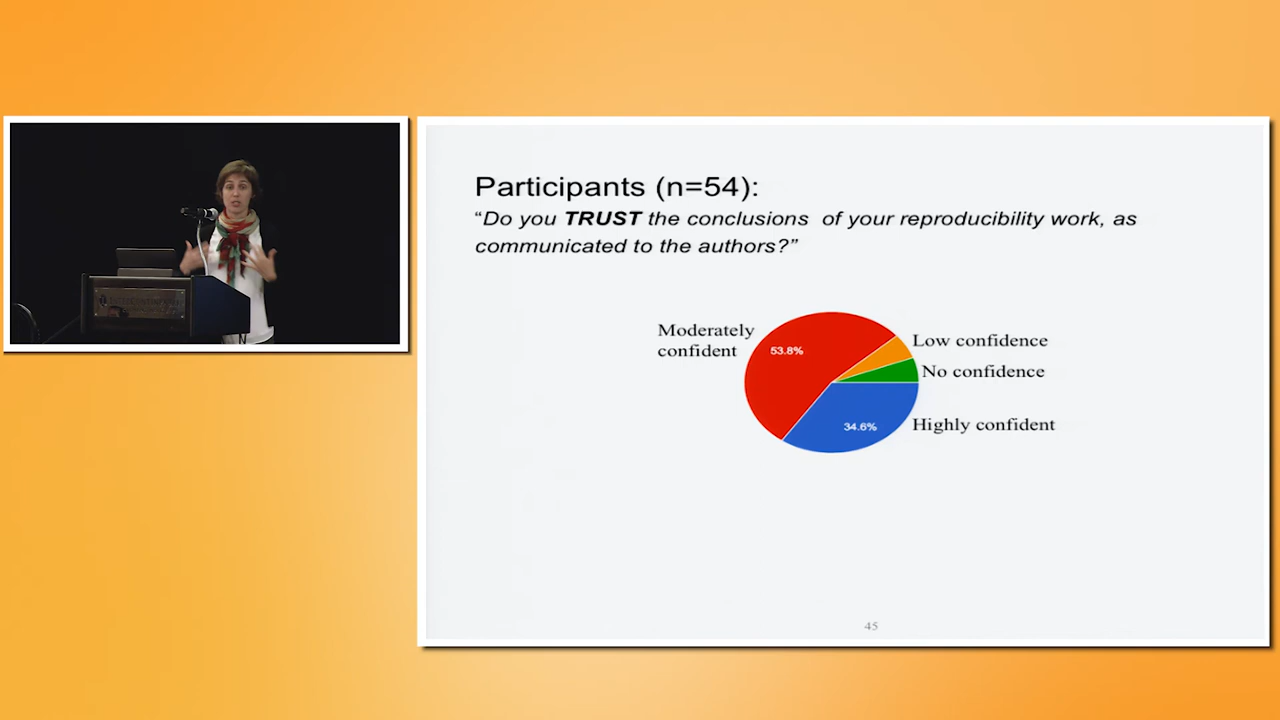 Participants (n=54):
“Do you TRUST the conclusions of your reproducibility work, as
communicated to the authors?”
Moderately
confident
53.8%
Low confidence
No confidence
34.6%
Highly confident
45